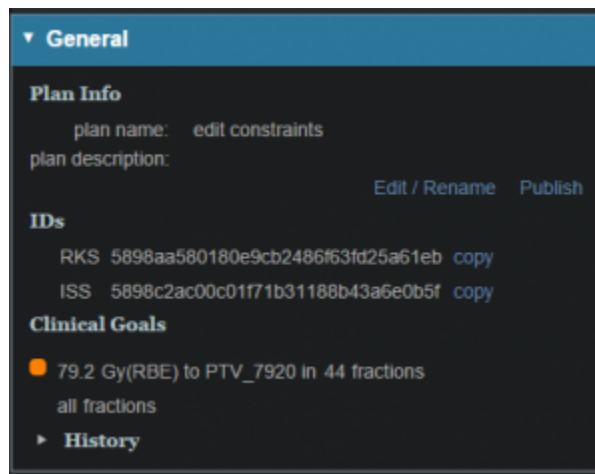 General
Plan Info
plan name: edit constraints
plan description:
Edit / Rename Publish
IDs
RKS 5898aa580180e9cb2486f63fd25a61eb copy
ISS 5898c2ac00c01f71b31188b43a6e0b5f copy
Clinical Goals
79.2 Gy(RBE) to PTV_7920 in 44 fractions
all fractions
History